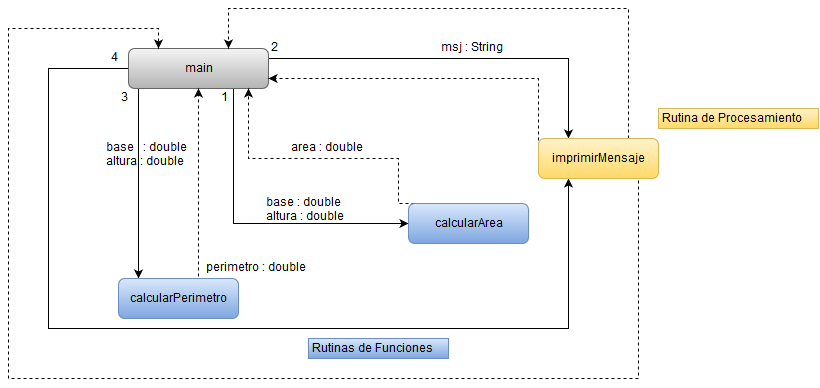 2
msj : String
4
main
3
1
Rutina de Procesamiento
base : double
altura : double
area : double
imprimirMensaje
base : double
altura : double
calcularArea
perimetro : double
calcularPerimetro
Rutinas de Funciones